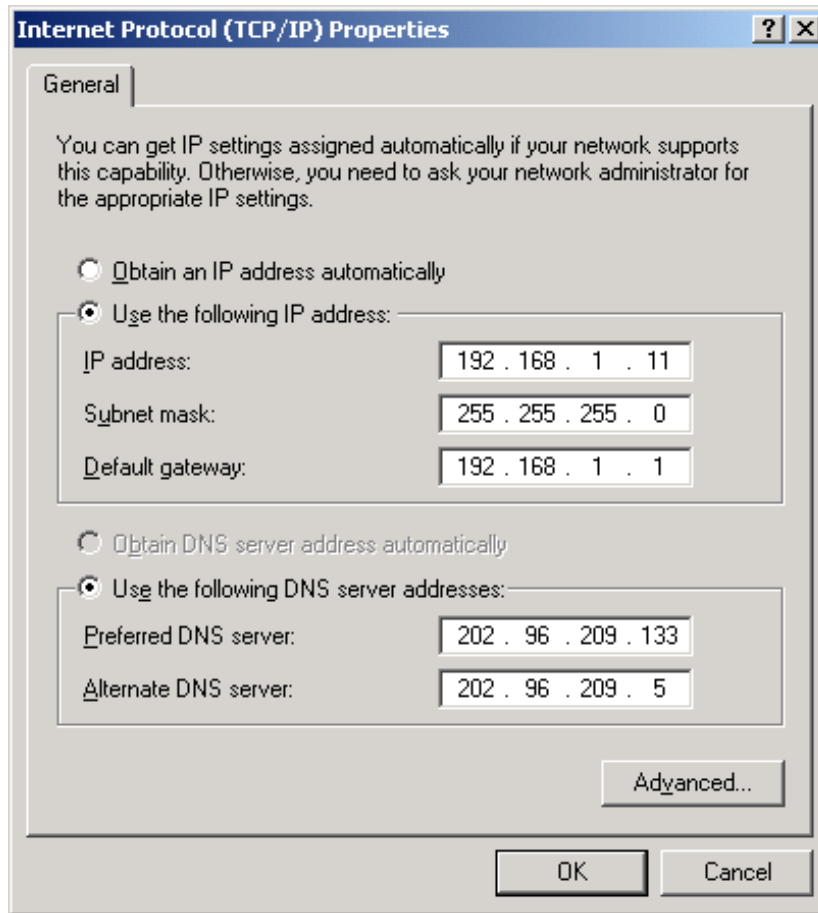 Internet Protocol (TCP/IP) Properties
General
You can get IP settings assigned automatically if your network supports
this capability. Otherwise, you need to ask your network administrator for
the appropriate IP settings.
Obtain an IP address automatically
Use the following IP address:
IP address: 192 . 168 . 1 . 11
Subnet mask: 255 . 255 . 255 . 0
Default gateway: 192 . 168 . 1 . 1
Obtain DNS server address automatically
Use the following DNS server addresses:
Preferred DNS server: 202 . 96 . 209 . 133
Alternate DNS server: 202 . 96 . 209 . 5
Advanced...
OK Cancel